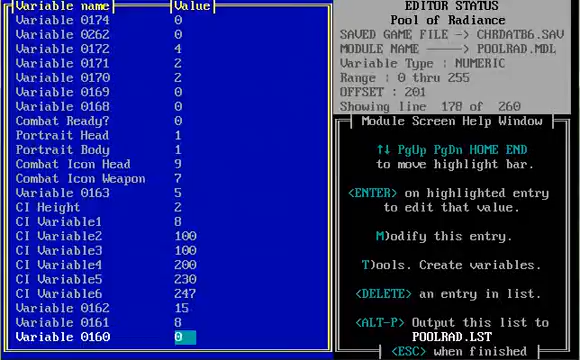 Variable name Value
Variable 0174 0
Variable 0262 0
Variable 0172 4
Variable 0171 2
Variable 0170 2
Variable 0169 0
Variable 0168 0
Combat Ready? 0
Portrait Head 1
Portrait Body 1
Combat Icon Head 9
Combat Icon Weapon 7
Variable 0163 5
CI Height 2
CI Variable1 8
CI Variable2 100
CI Variable3 100
CI Variable4 200
CI Variable5 230
CI Variable6 247
Variable 0162 15
Variable 0161 8
Variable 0160 0
EDITOR STATUS
Pool of Radiance
SAVED GAME FILE -> CHRDATB6.SAV
MODULE NAME ———> POOLRAD.MDL
Variable Type : NUMERIC
Range : 0 thru 255
OFFSET : 201
Showing line 178 of 260
Module Screen Help Window
↑↓ PgUp PgDn HOME END
to move highlight bar.
<ENTER> on highlighted entry
to edit that value.
M)odify this entry.
T)ools. Create variables.
<DELETE> an entry in list.
<ALT-P> Output this list to
POOLRAD.LST
<ESC> when finished